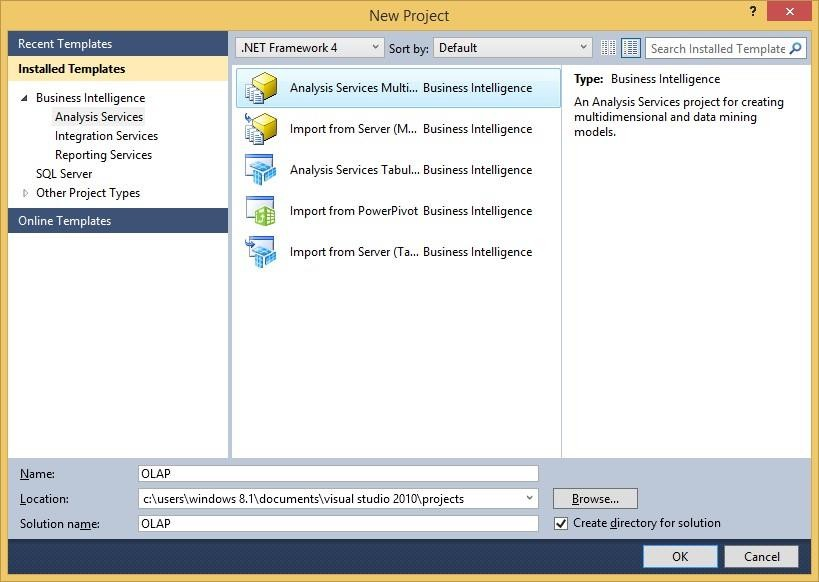 New Project
?
Recent Templates
Installed Templates
Business Intelligence
Analysis Services
Integration Services
Reporting Services
SQL Server
Other Project Types
Online Templates
.NET Framework 4
Sort by:
Default
Search Installed Template
Analysis Services Multi... Business Intelligence
Import from Server (M... Business Intelligence
Analysis Services Tabul... Business Intelligence
Import from PowerPivot Business Intelligence
Import from Server (Ta... Business Intelligence
Type: Business Intelligence
An Analysis Services project for creating
multidimensional and data mining
models.
Name:
OLAP
Location:
c:\users\windows 8.1\documents\visual studio 2010\projects
Browse...
Solution name:
OLAP
Create directory for solution
OK
Cancel